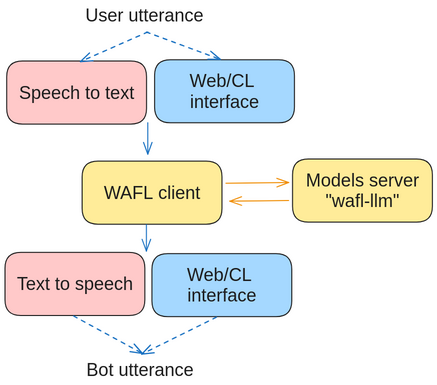 User utterance
Speech to text
Web/CL
interface
WAFL client
Models server
"wafl-llm"
Text to speech
Web/CL
interface
Bot utterance